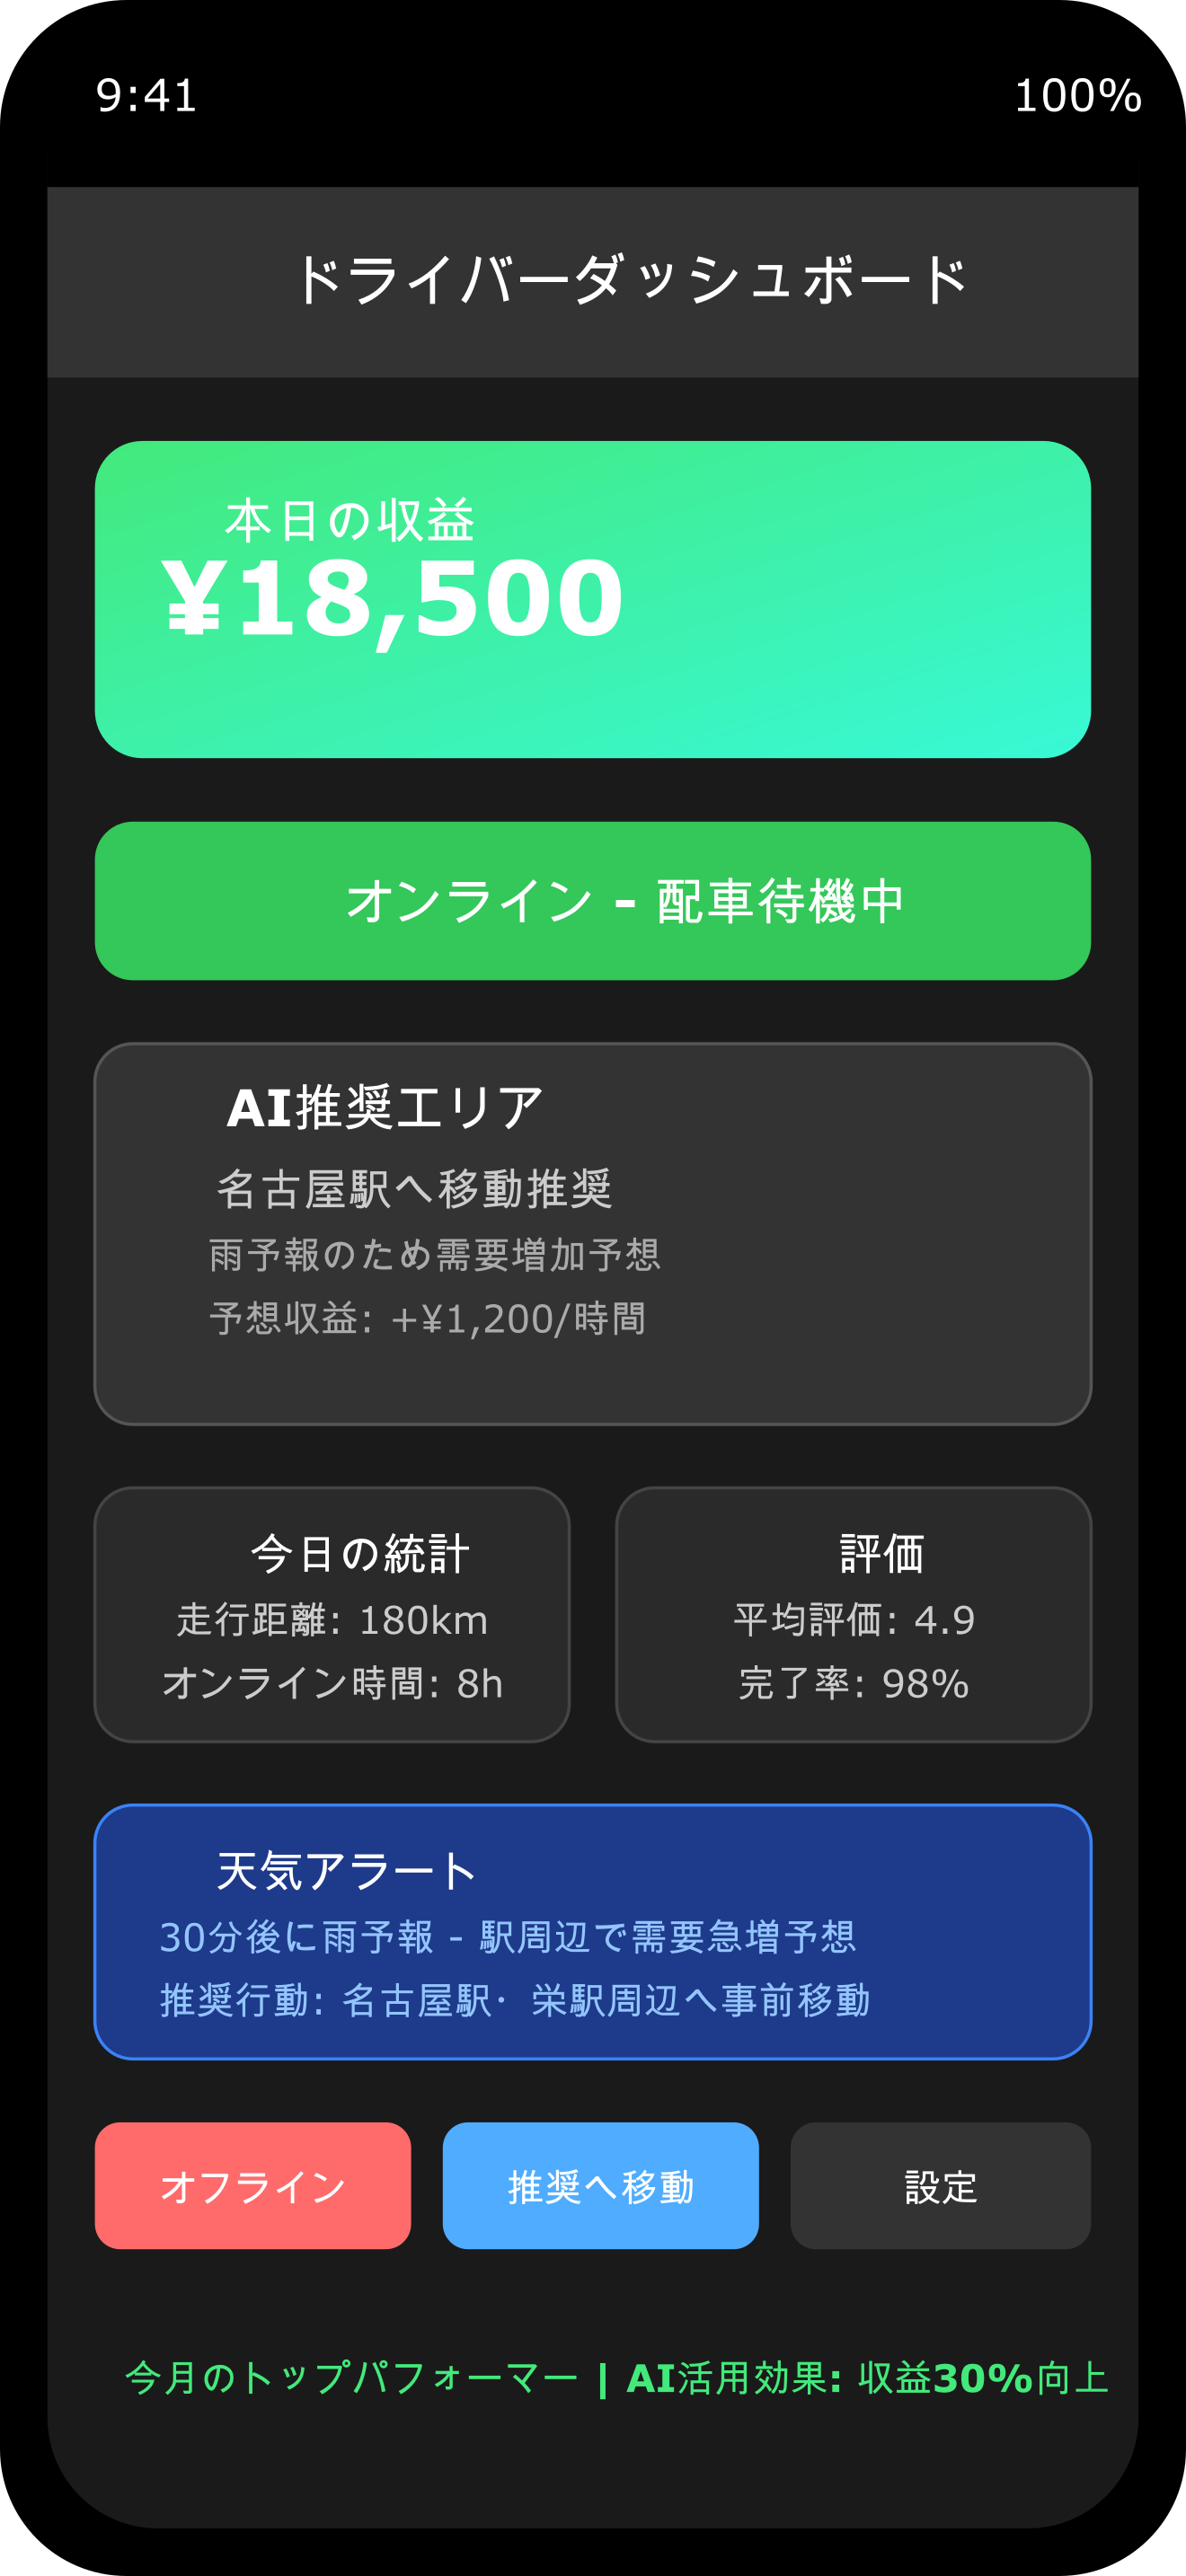 9:41 100%
ドライバーダッシュボード
本日の収益
¥18,500
オンライン - 配車待機中
AI推奨エリア
名古屋駅へ移動推奨
雨予報のため需要増加予想
予想収益: +¥1,200/時間
今日の統計
走行距離: 180km
オンライン時間: 8h
評価
平均評価: 4.9
完了率: 98%
天気アラート
30分後に雨予報 - 駅周辺で需要急増予想
推奨行動: 名古屋駅・栄駅周辺へ事前移動
オフライン
推奨へ移動
設定
今月のトップパフォーマー | AI活用効果: 収益30%向上